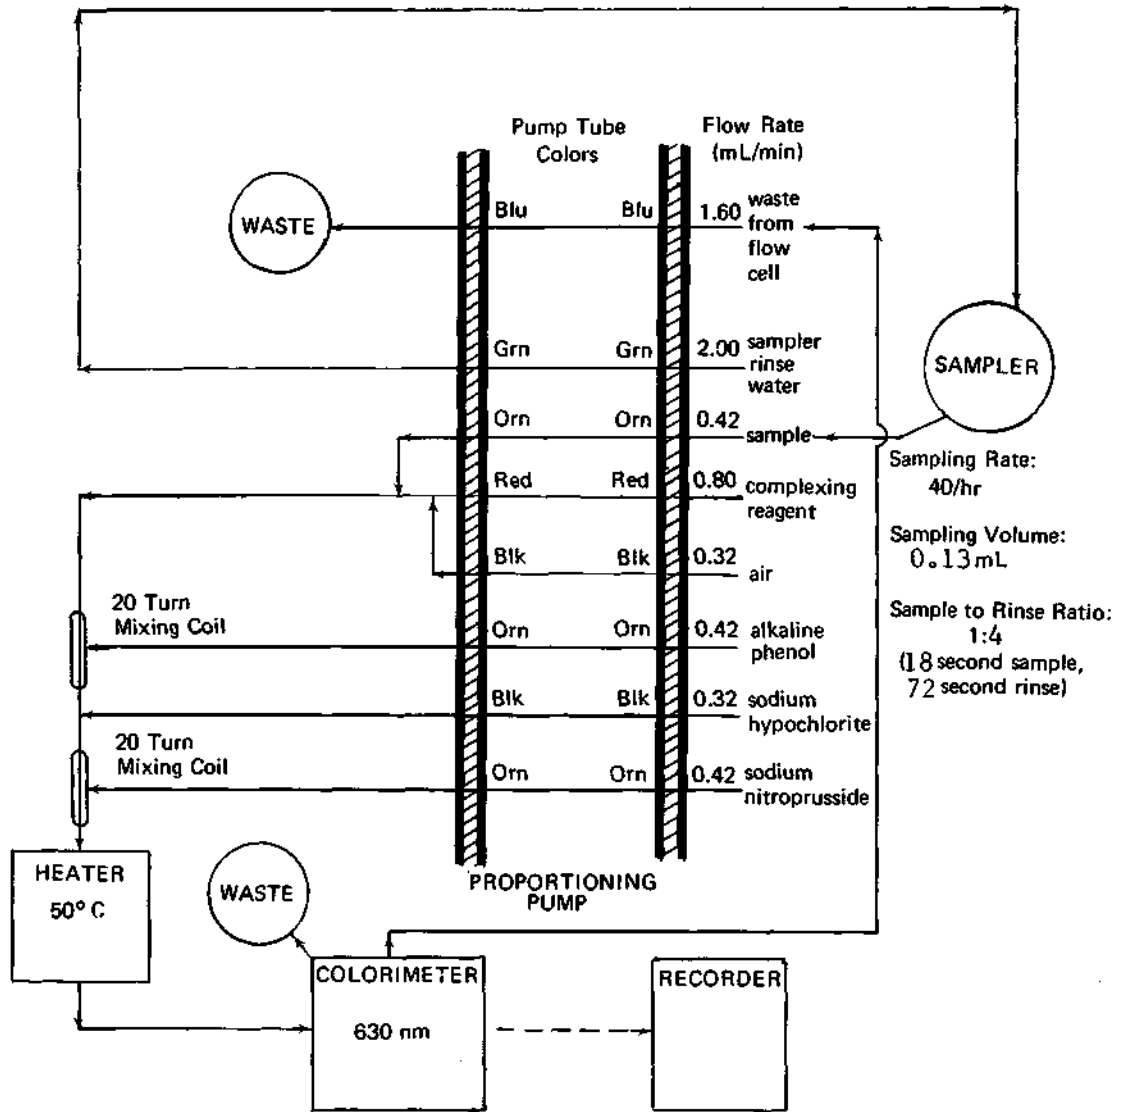 Pump Tube
Colors
Flow Rate
(mL/min)
WASTE
Blu
Blu
1.60
waste
from
flow
cell
Grn
Grn
2.00
sampler
rinse
water
SAMPLER
Orn
Orn
0.42
sample
Sampling Rate:
40/hr
Red
Red
0.80
complexing
reagent
Sampling Volume:
0.13 mL
Blk
Blk
0.32
air
20 Turn
Mixing Coil
Sample to Rinse Ratio:
1:4
(18 second sample,
72 second rinse)
Orn
Orn
0.42
alkaline
phenol
Blk
Blk
0.32
sodium
hypochlorite
20 Turn
Mixing Coil
Orn
Orn
0.42
sodium
nitroprusside
HEATER
50° C
WASTE
PROPORTIONING
PUMP
COLORIMETER
630 nm
RECORDER